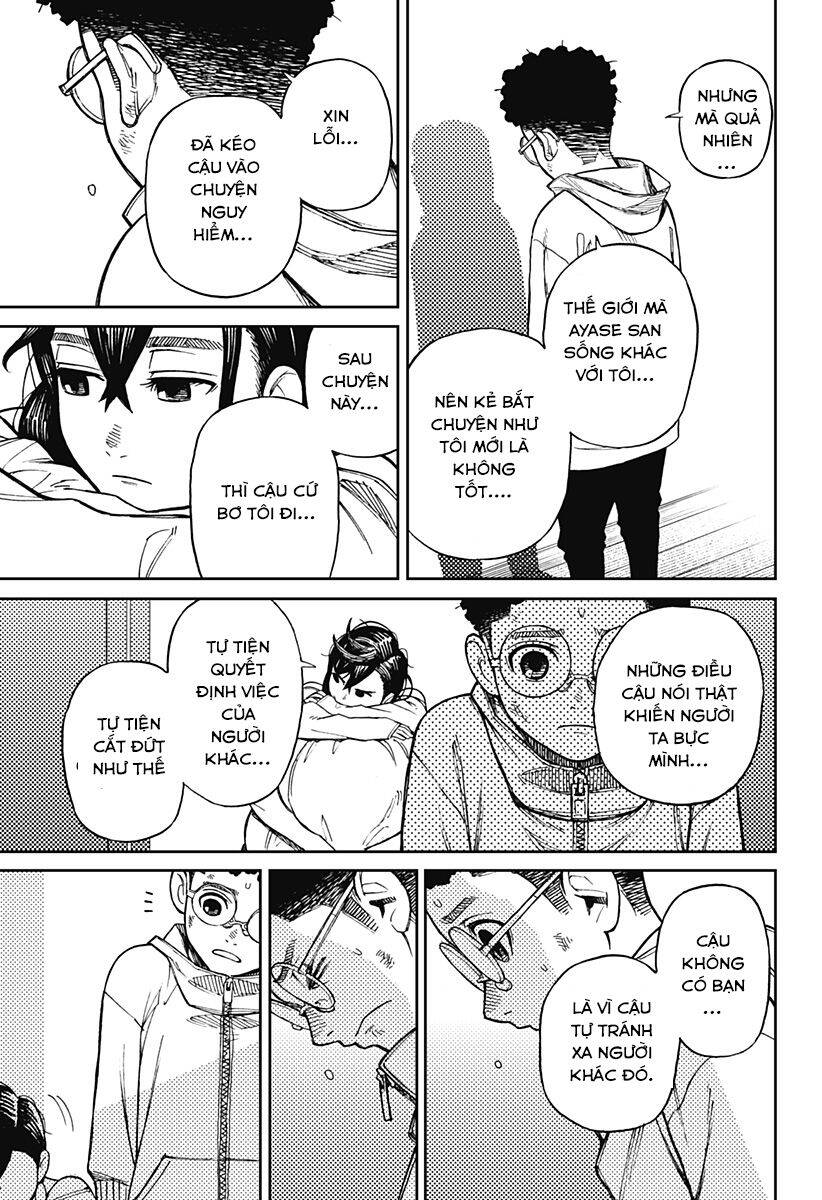 NHƯNG
MÀ QUẢ
NHIÊN
...
THẾ GIỚI MÀ
AYASE SAN
SỐNG KHÁC
VỚI TÔI...
NÊN KẺ BẮT
CHUYỆN NHƯ
TÔI MỚI LÀ
KHÔNG
TỐT....
XIN
LỖI...
ĐÃ KÉO
CẬU VÀO
CHUYỆN
NGUY
HIỂM...
SAU
CHUYỆN
NÀY...
THÌ CẬU CỨ
BƠ TÔI ĐI...
NHỮNG ĐIỀU
CẬU NÓI THẬT
KHIẾN NGƯỜI
TA BỰC
MÌNH...
TỰ TIỆN
QUYẾT
ĐỊNH VIỆC
CỦA
NGƯỜI
KHÁC...
TỰ TIỆN
CẮT ĐỨT
NHƯ THẾ
CẬU
KHÔNG
CÓ BẠN
...
LÀ VÌ CẬU
TỰ TRÁNH
XA NGƯỜI
KHÁC ĐÓ.